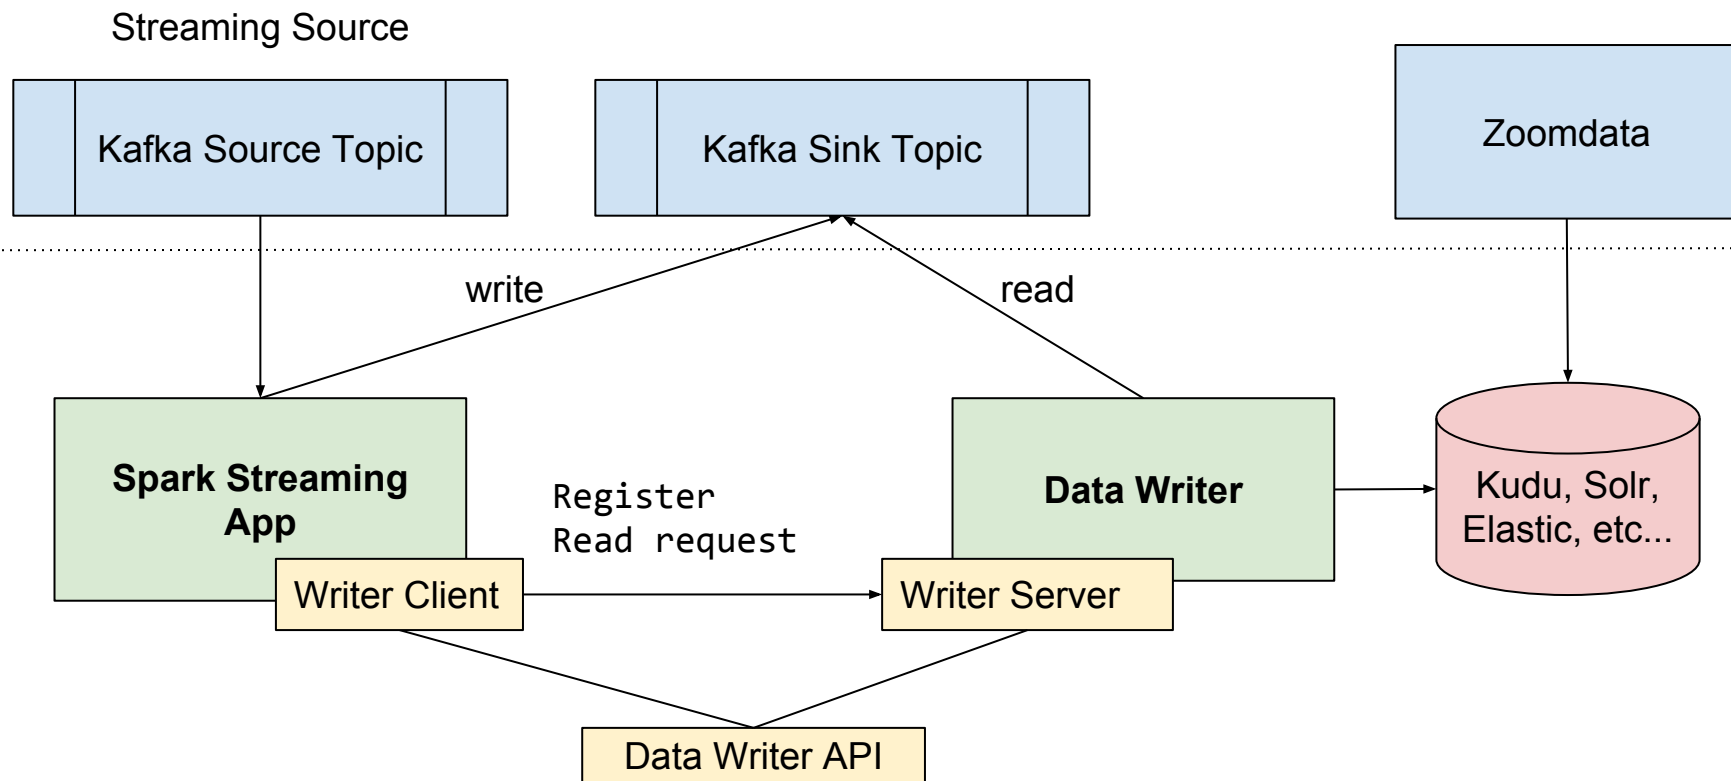 Streaming Source
Kafka Source Topic
Kafka Sink Topic
Zoomdata
write
read
Spark Streaming
App
Register
Read request
Data Writer
Kudu, Solr,
Elastic, etc...
Writer Client
Writer Server
Data Writer API